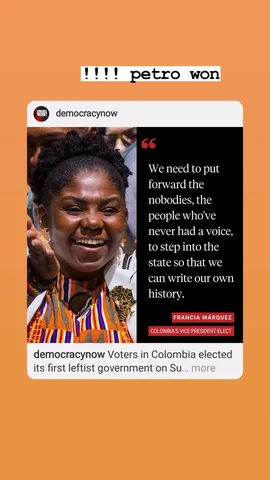 !!!! petro won
democracynow
“
We need to put
forward the
nobodies, the
people who've
never had a voice,
to step into the
state so that we
can write our own
history.
FRANCIA MÁRQUEZ
COLOMBIA'S VICE PRESIDENT-ELECT
democracynow Voters in Colombia elected
its first leftist government on Su... more